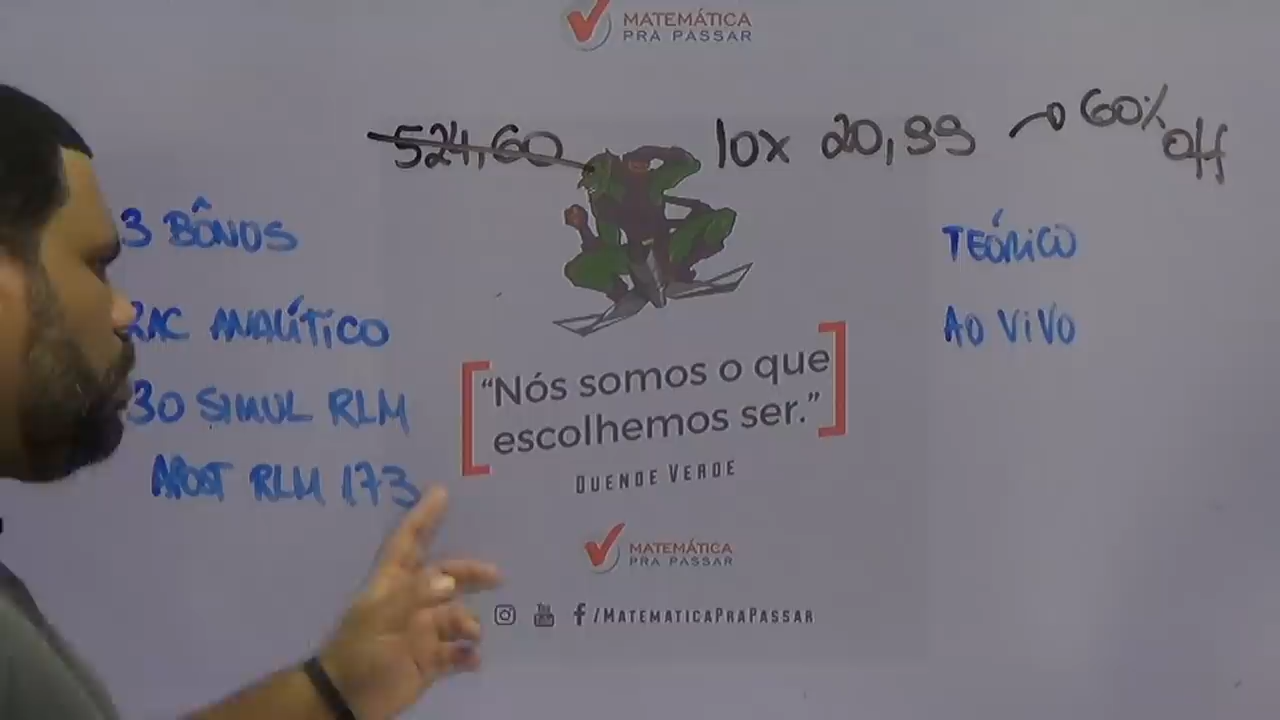 MATEMÁTICA
PRA PASSAR
524,60 10x 20,99 60% off
3 BÔNUS
TEÓRICO
RAC ANALÍTICO
AO VIVO
30 SIMUL RLM
APOST RLM 173
“Nós somos o que
escolhemos ser.”
DUENDE VERDE
MATEMÁTICA
PRA PASSAR
/MATEMATICAPRAPASSAR